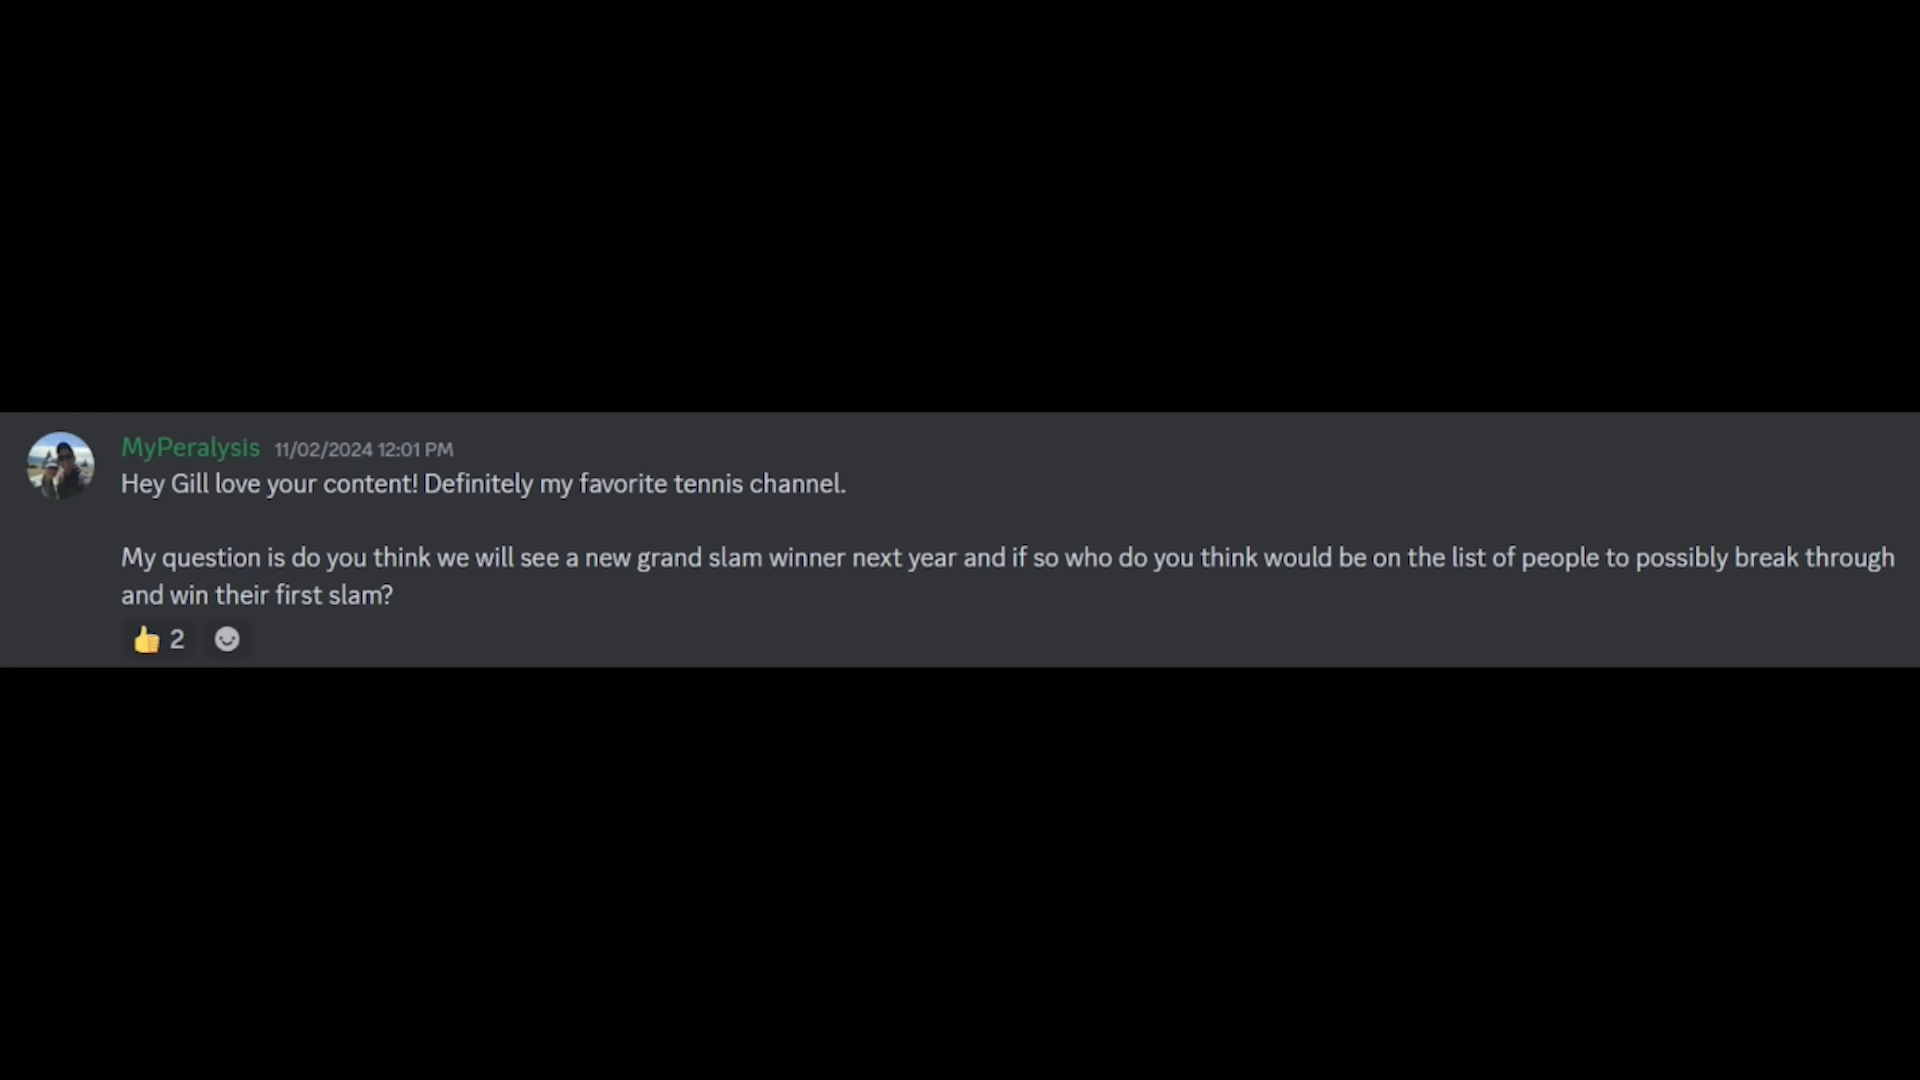 MyPeralysis 11/02/2024 12:01 PM
Hey Gill love your content! Definitely my favorite tennis channel.
My question is do you think we will see a new grand slam winner next year and if so who do you think would be on the list of people to possibly break through
and win their first slam?
👍 2